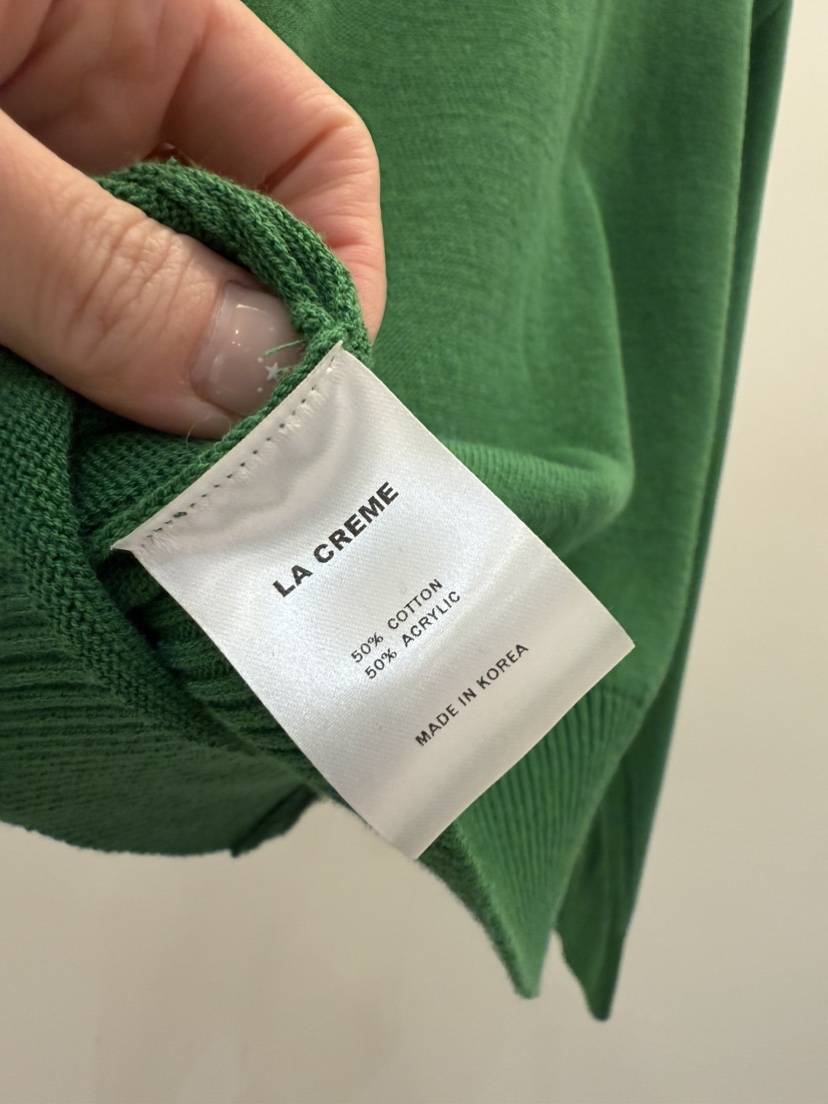 LA CREME
50% COTTON
50% ACRYLIC
MADE IN KOREA